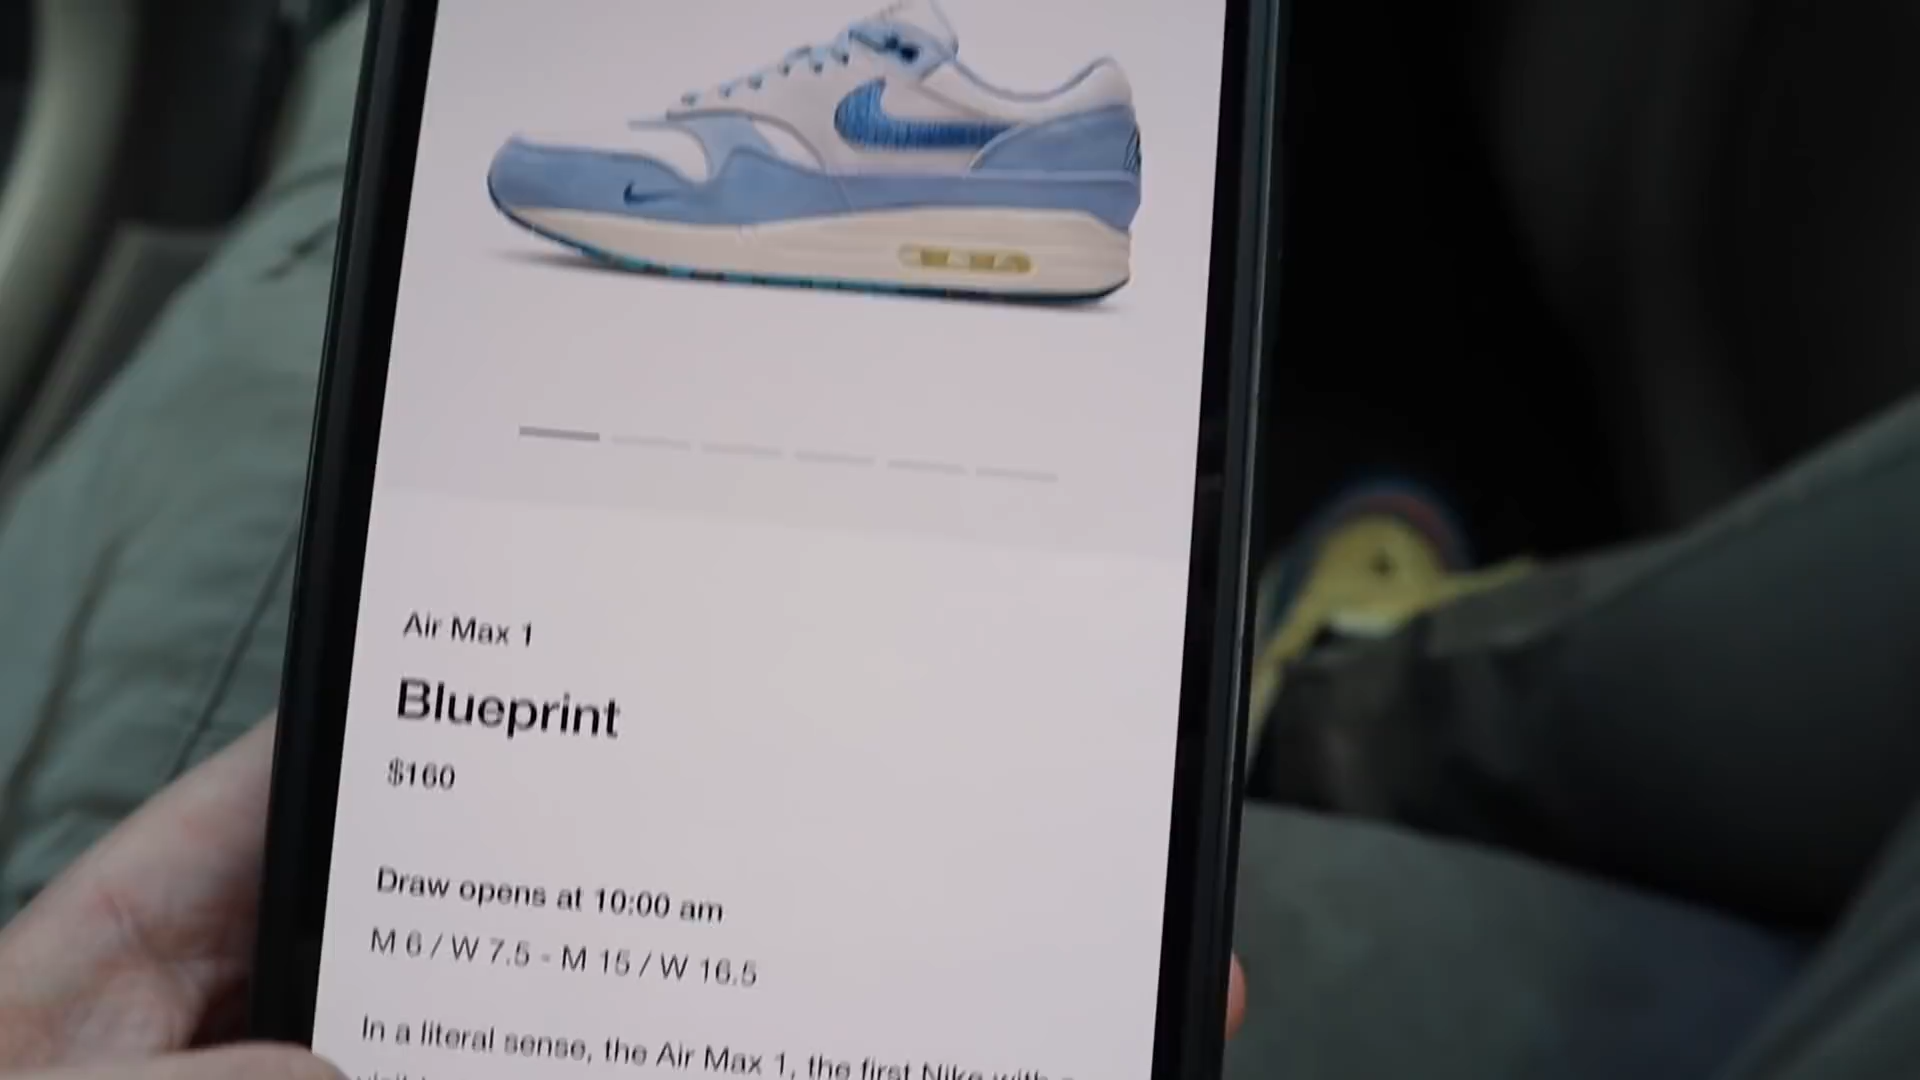 Air Max 1
Blueprint
$160
Draw opens at 10:00 am
M 6 / W 7.5 - M 15 / W 16.5
In a literal sense, the Air Max 1, the first Nike with